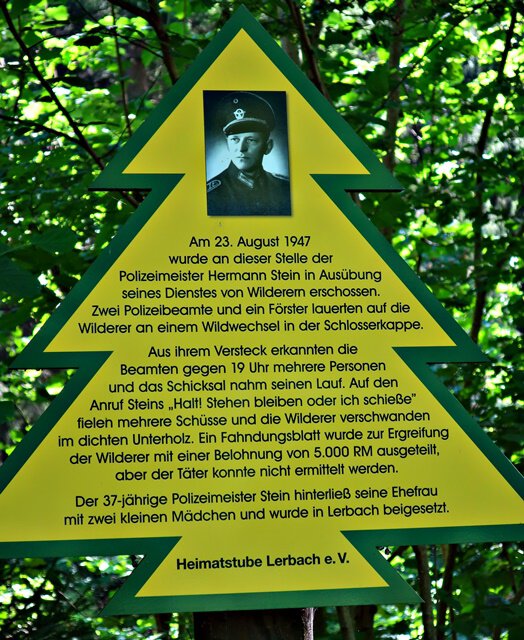 Am 23. August 1947
wurde an dieser Stelle der
Polizeimeister Hermann Stein in Ausübung
seines Dienstes von Wilderern erschossen.
Zwei Polizeibeamte und ein Förster lauerten auf die
Wilderer an einem Wildwechsel in der Schlosserkappe.
Aus ihrem Versteck erkannten die
Beamten gegen 19 Uhr mehrere Personen
und das Schicksal nahm seinen Lauf. Auf den
Anruf Steins „Halt! Stehen bleiben oder ich schieße”
fielen mehrere Schüsse und die Wilderer verschwanden
im dichten Unterholz. Ein Fahndungsblatt wurde zur Ergreifung
der Wilderer mit einer Belohnung von 5.000 RM ausgeteilt,
aber der Täter konnte nicht ermittelt werden.
Der 37-jährige Polizeimeister Stein hinterließ seine Ehefrau
mit zwei kleinen Mädchen und wurde in Lerbach beigesetzt.
Heimatstube Lerbach e. V.